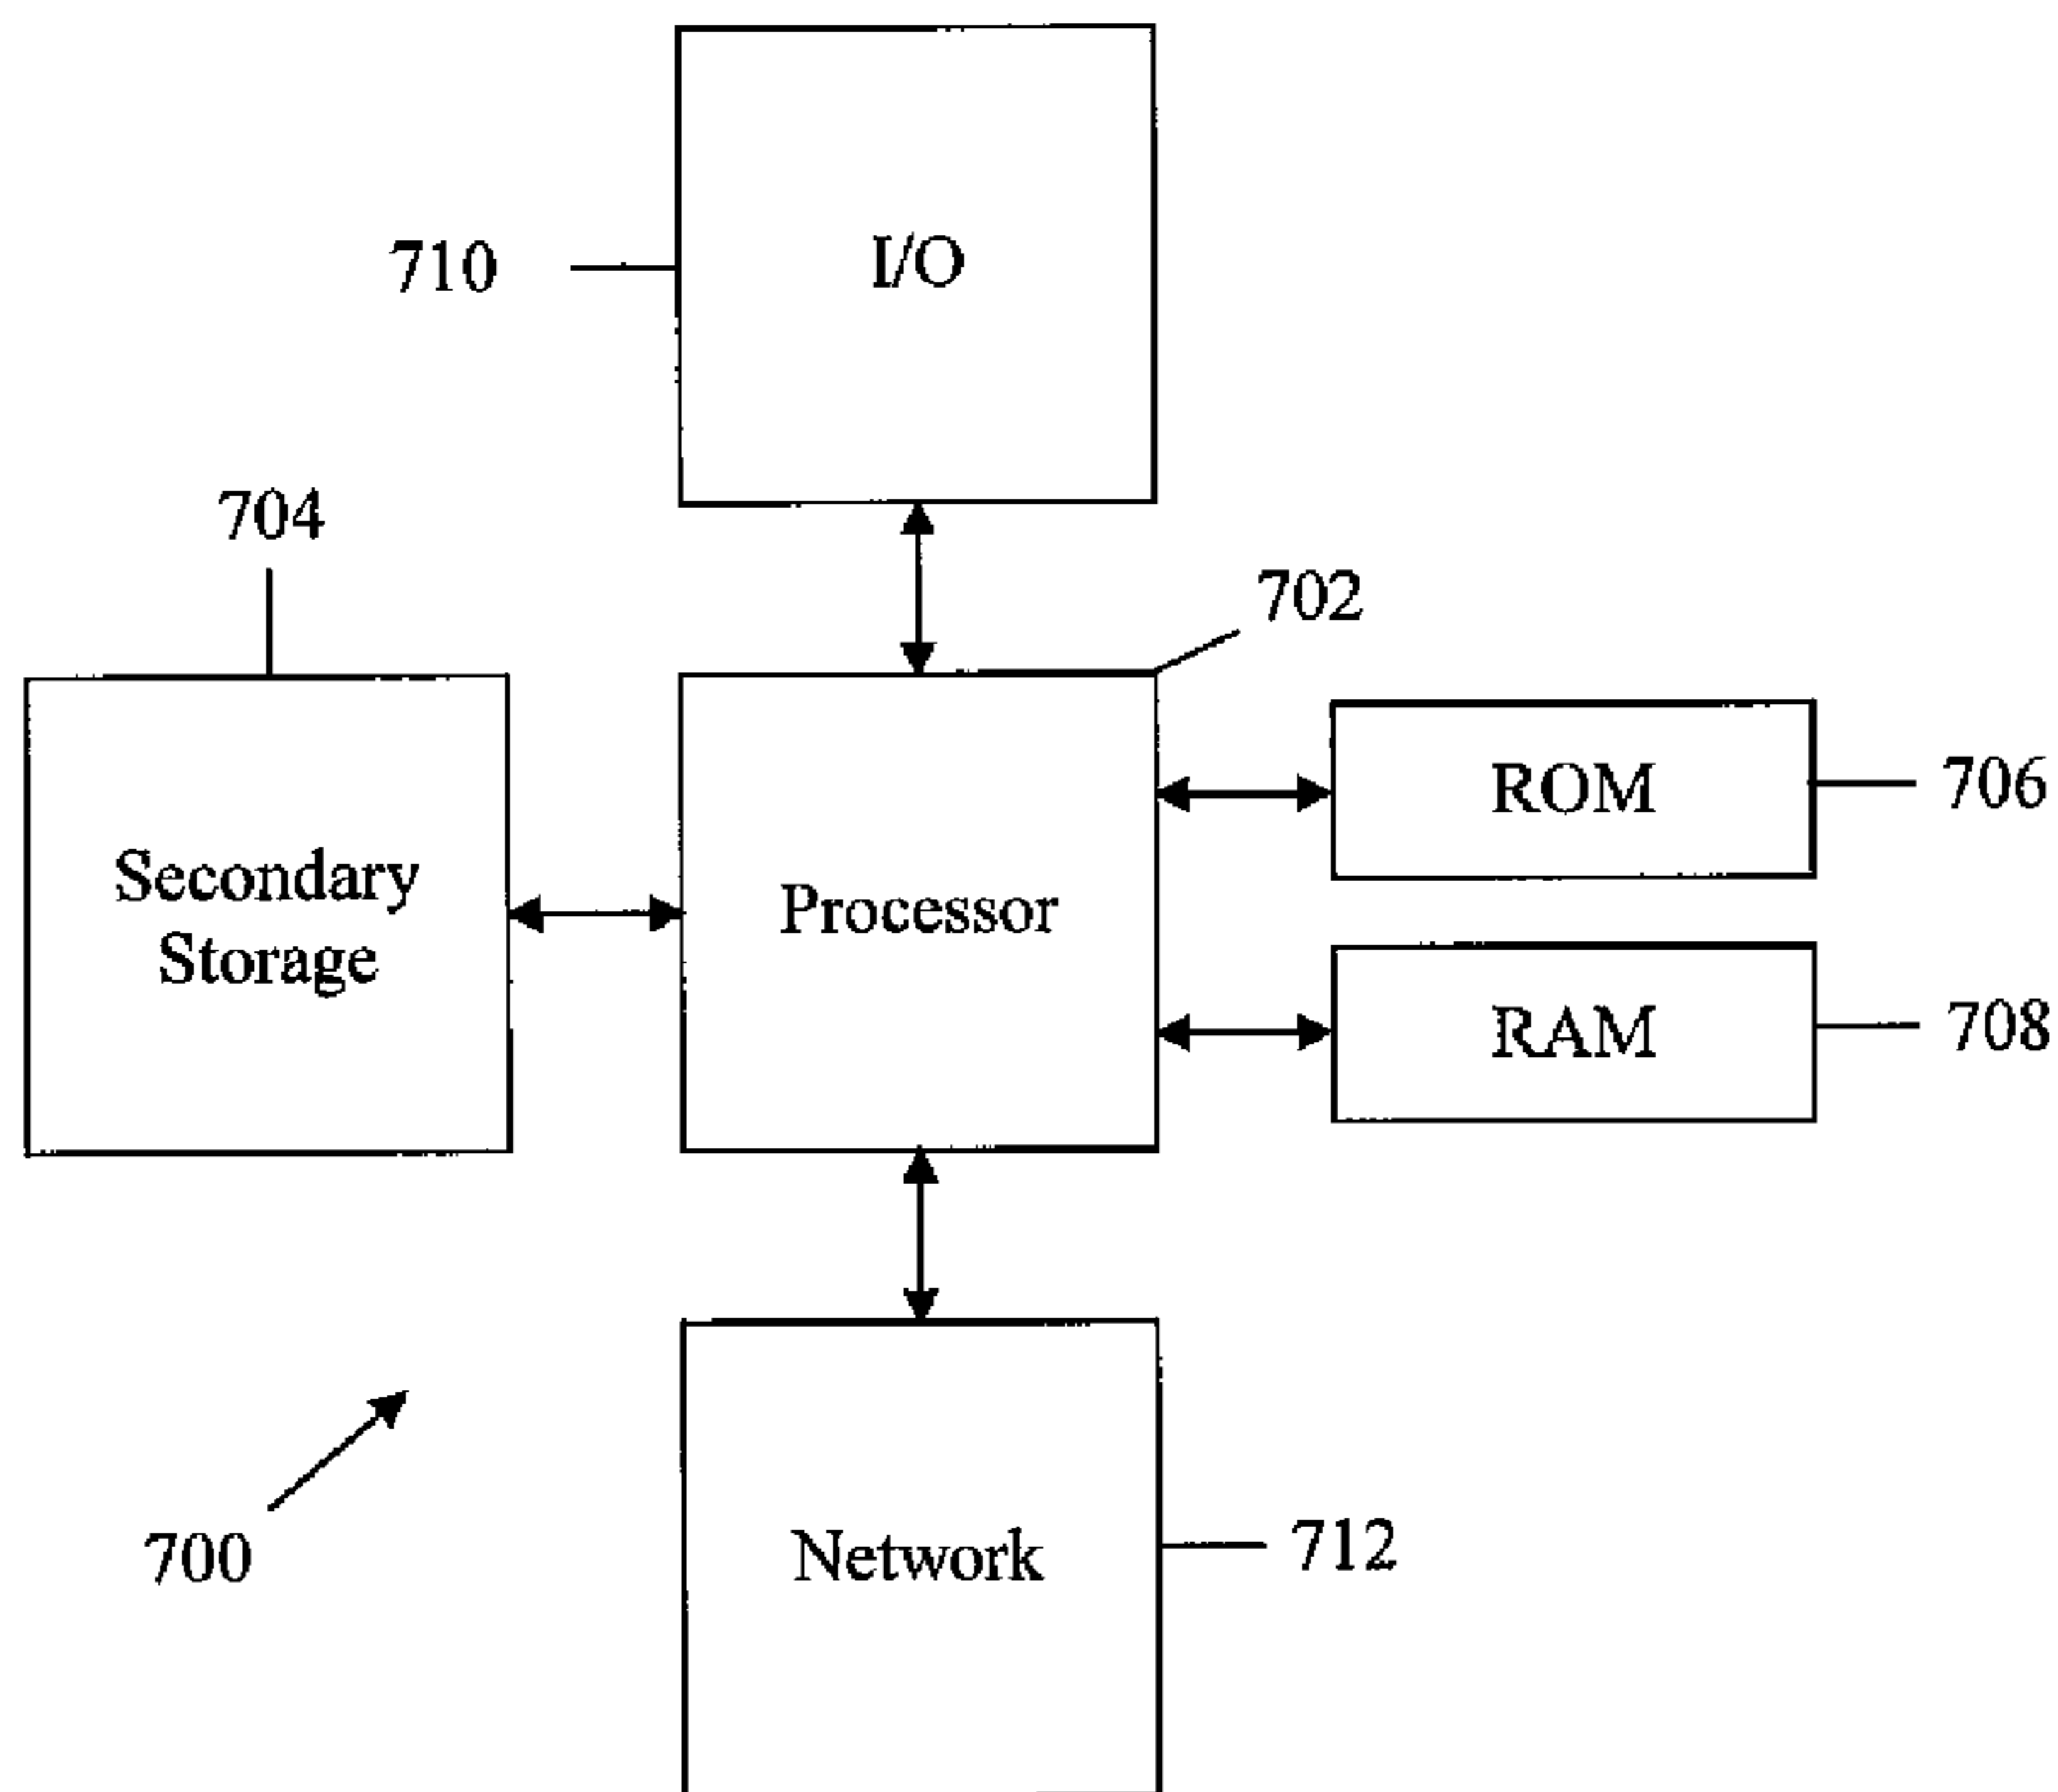 710
I/O
704
702
Secondary
Storage
Processor
ROM
706
RAM
708
700
Network
712